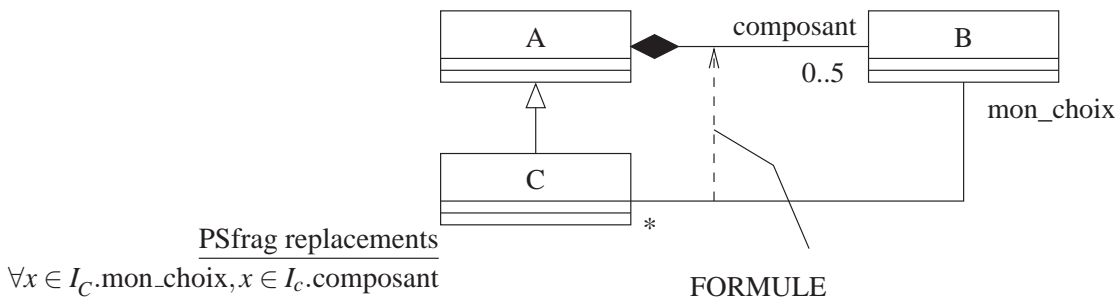 A
composant
B
0..5
mon_choix
C
*
PSfrag replacements
∀x ∈ I_C.mon_choix, x ∈ I_c.composant
FORMULE